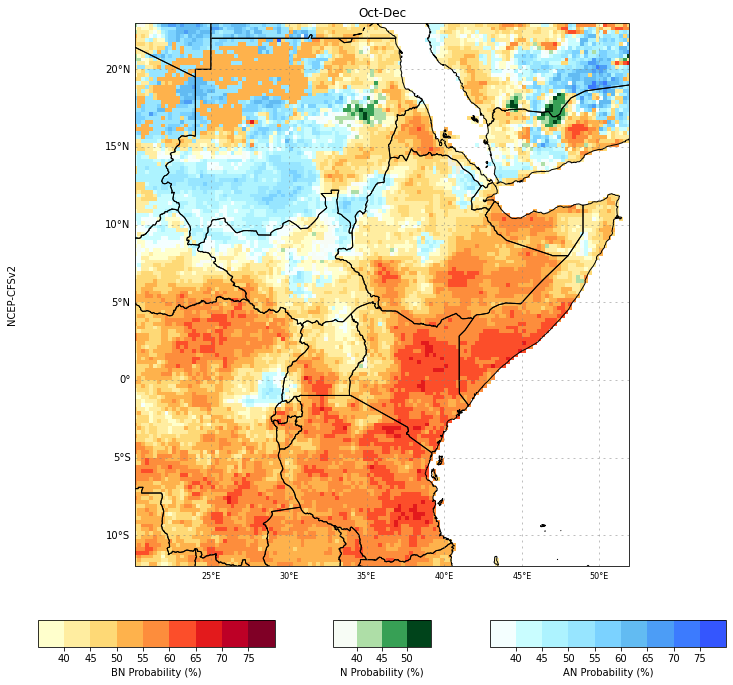 Oct-Dec
NCEP-CFSv2
20°N
15°N
10°N
5°N
0°
5°S
10°S
25°E 30°E 35°E 40°E 45°E 50°E
40 45 50 55 60 65 70 75
BN Probability (%)
40 45 50
N Probability (%)
40 45 50 55 60 65 70 75
AN Probability (%)